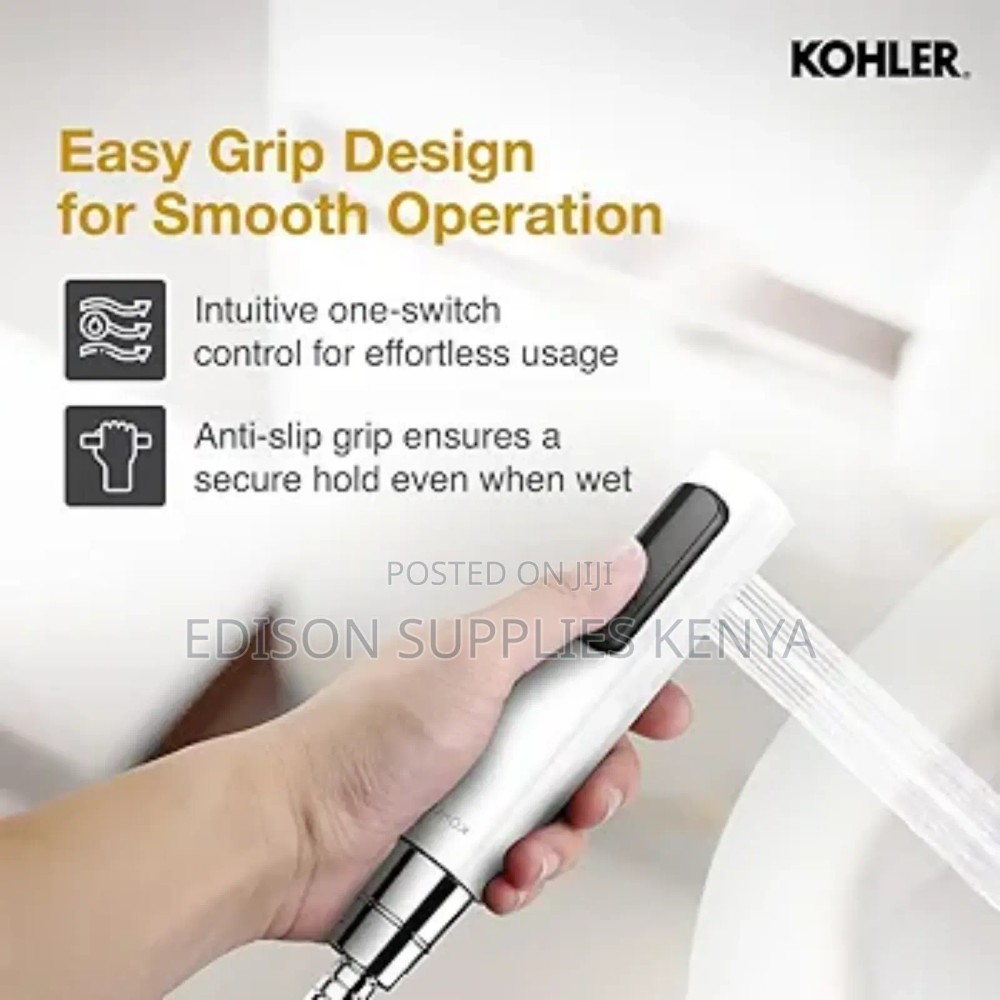 KOHLER®
Easy Grip Design
for Smooth Operation
Intuitive one-switch
control for effortless usage
Anti-slip grip ensures a
secure hold even when wet
POSTED ON JIJI
EDISON SUPPLIES KENYA